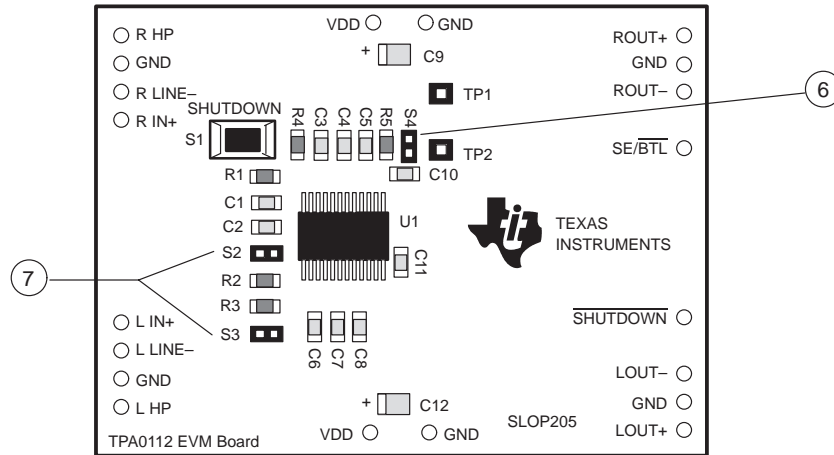 VDD
GND
R HP
GND
R LINE–
R IN+
SHUTDOWN
S1
+
C9
TP1
TP2
R4
C3
C4
C5
R5
S4
C10
ROUT+
GND
ROUT–
SE/BTL
6
R1
C1
C2
S2
R2
R3
S3
U1
C11
TEXAS
INSTRUMENTS
7
L IN+
L LINE–
GND
L HP
C6
C7
C8
SHUTDOWN
LOUT–
GND
LOUT+
+
C12
VDD
GND
SLOP205
TPA0112 EVM Board